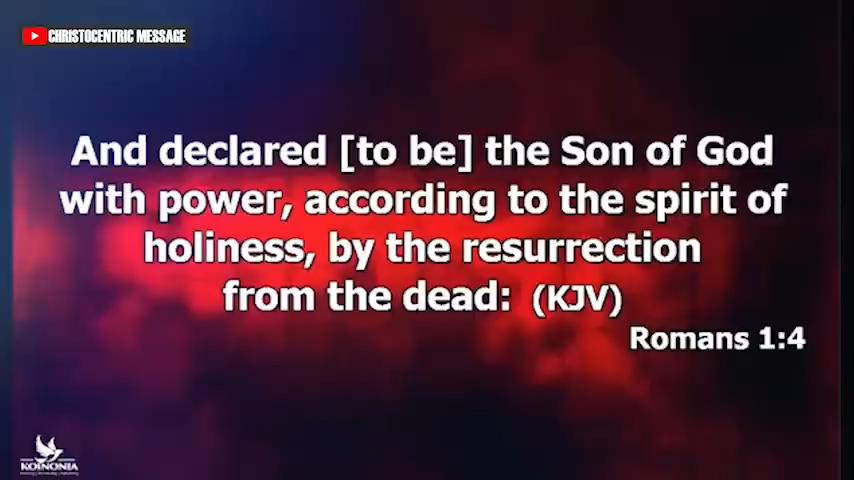 CHRISTOCENTRIC MESSAGE
And declared [to be] the Son of God
with power, according to the spirit of
holiness, by the resurrection
from the dead: (KJV)
Romans 1:4
KOINONIA